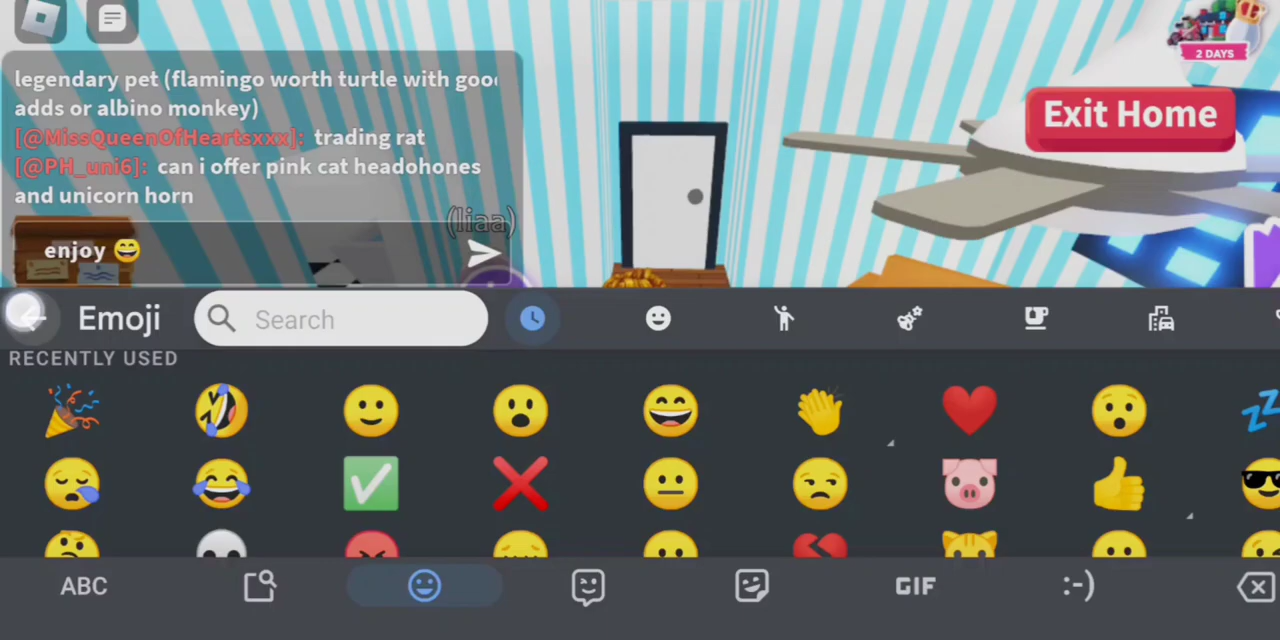 legendary pet (flamingo worth turtle with good
adds or albino monkey)
[@MissQueenOfHeartsxxx]: trading rat
[@PH_uni6]: can i offer pink cat headohones
and unicorn horn
(liaa)
enjoy 😄
2 DAYS
Exit Home
Emoji
Search
RECENTLY USED
ABC
GIF
:-)